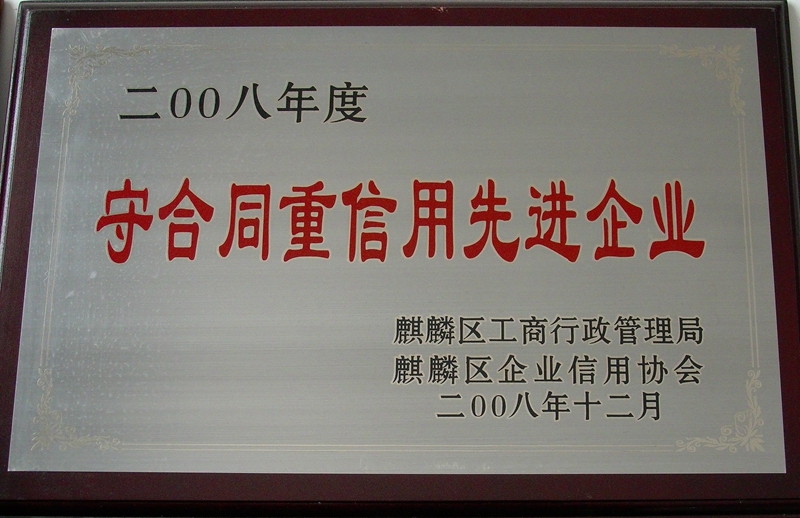 二00八年度
守合同重信用先进企业
麒麟区工商行政管理局
麒麟区企业信用协会
二00八年十二月